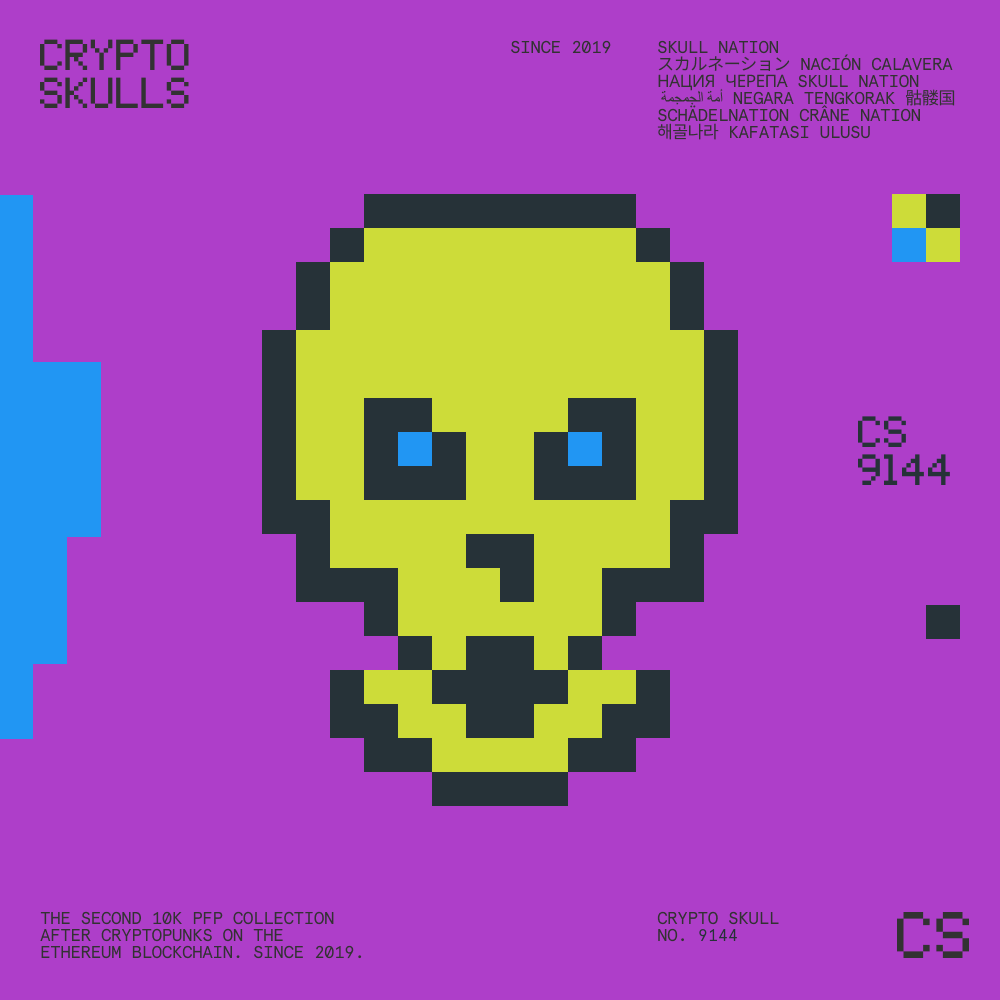 CRYPTO
SKULLS
SINCE 2019
SKULL NATION
スカルネーション NACIÓN CALAVERA
НАЦИЯ ЧЕРЕПА SKULL NATION
أمة الجمجمة NEGARA TENGKORAK 骷髅国
SCHÄDELNATION CRÂNE NATION
해골나라 KAFATASI ULUSU
CS
9144
THE SECOND 10K PFP COLLECTION
AFTER CRYPTOPUNKS ON THE
ETHEREUM BLOCKCHAIN. SINCE 2019.
CRYPTO SKULL
NO. 9144
CS